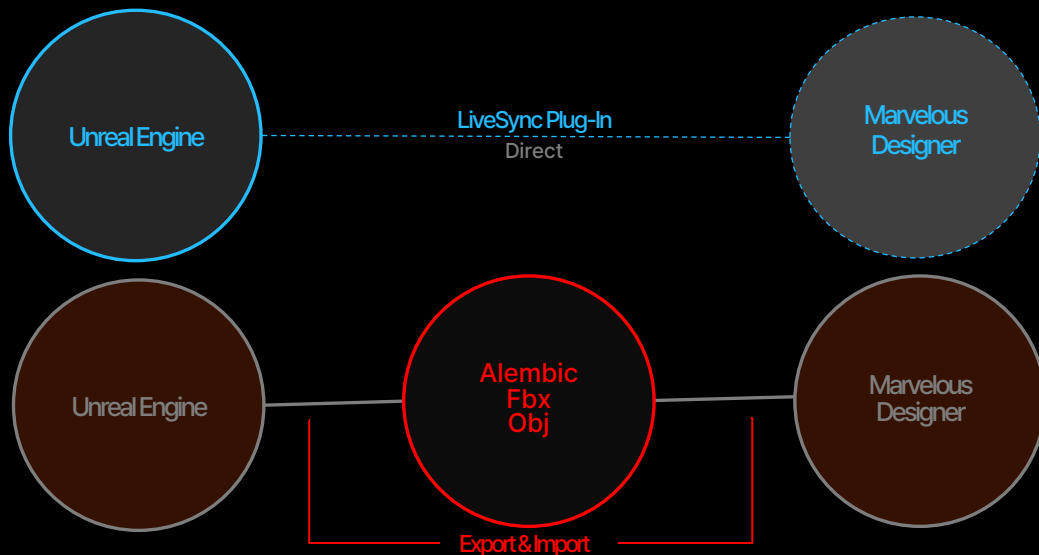 Unreal Engine
LiveSync Plug-In
Direct
Marvelous
Designer
Unreal Engine
Alembic
Fbx
Obj
Marvelous
Designer
Export & Import